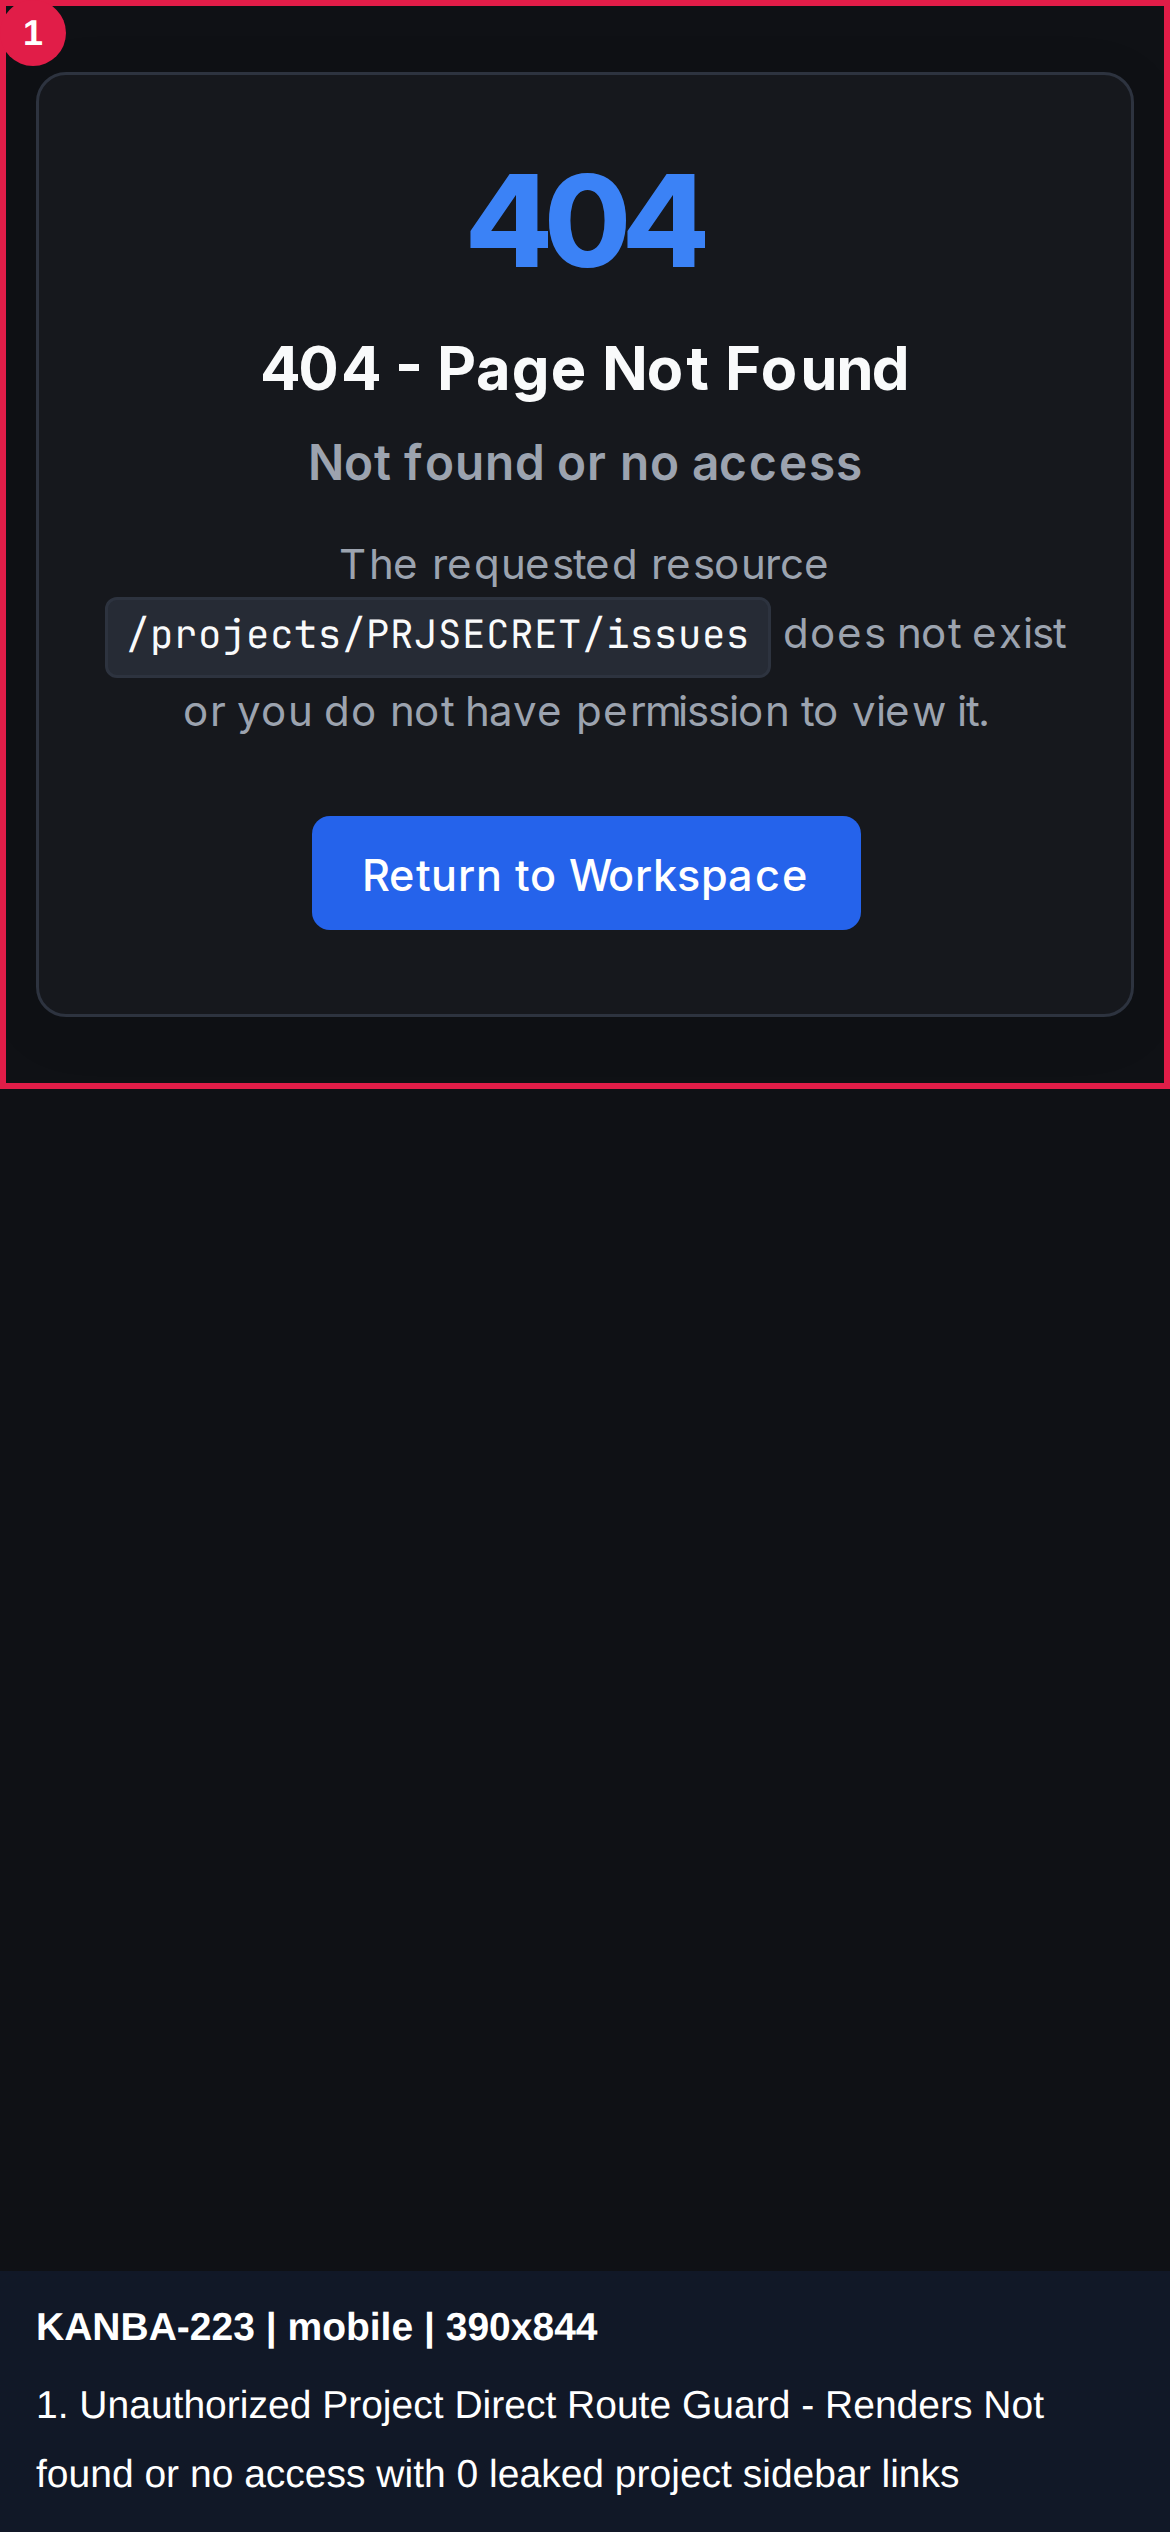 1
404
404 - Page Not Found
Not found or no access
The requested resource
/projects/PRJSECRET/issues does not exist
or you do not have permission to view it.
Return to Workspace
KANBA-223 | mobile | 390x844
1. Unauthorized Project Direct Route Guard - Renders Not
found or no access with 0 leaked project sidebar links